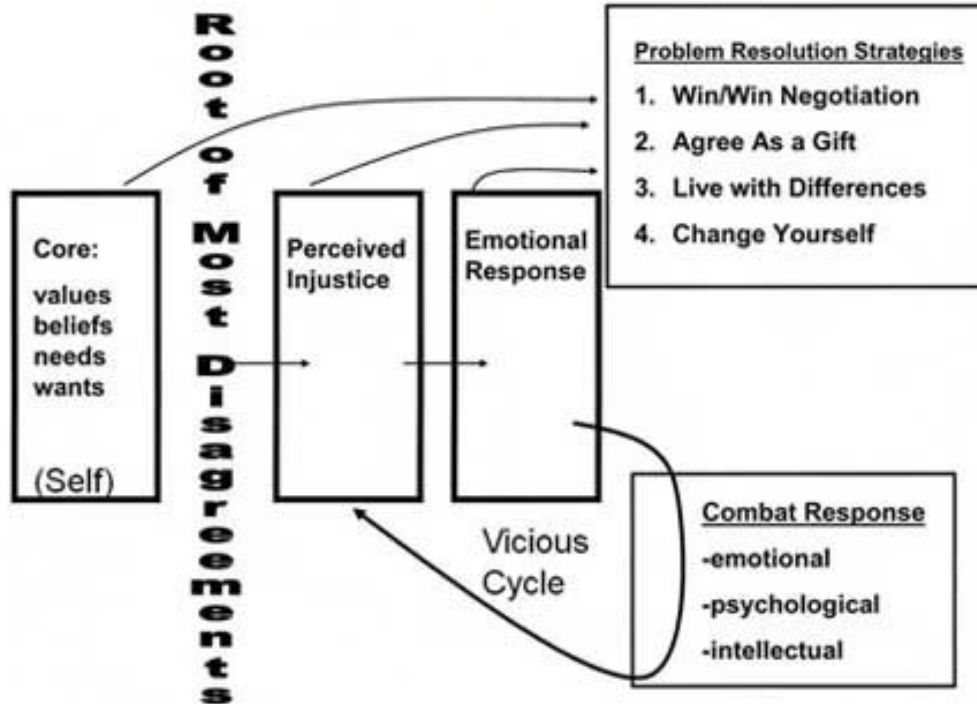 Root of Most Disagreements
Core:
values
beliefs
needs
wants
(Self)
Perceived
Injustice
Emotional
Response
Problem Resolution Strategies
1. Win/Win Negotiation
2. Agree As a Gift
3. Live with Differences
4. Change Yourself
Vicious
Cycle
Combat Response
-emotional
-psychological
-intellectual